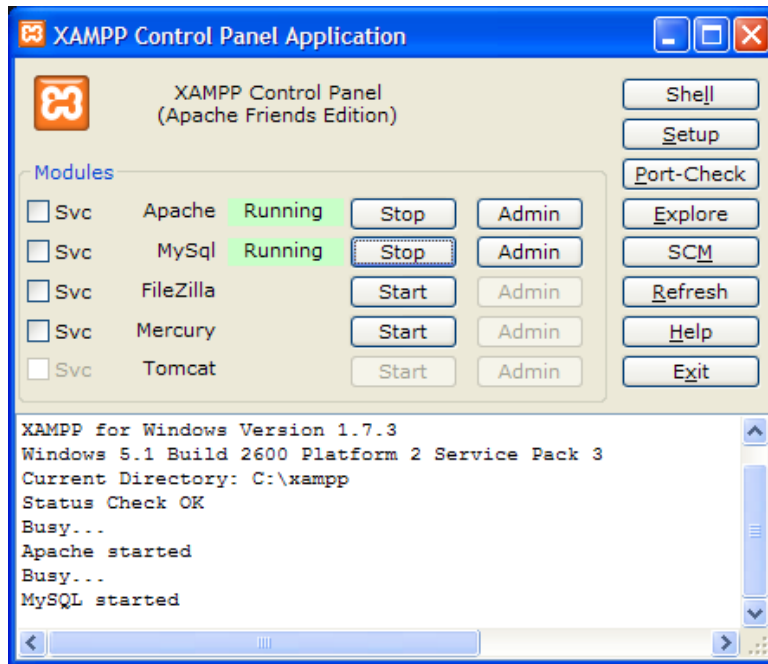 XAMPP Control Panel Application
XAMPP Control Panel
(Apache Friends Edition)
Shell
Setup
Port-Check
Explore
SCM
Refresh
Help
Exit
Modules
Svc Apache Running Stop Admin
Svc MySql Running Stop Admin
Svc FileZilla Start Admin
Svc Mercury Start Admin
Svc Tomcat Start Admin
XAMPP for Windows Version 1.7.3
Windows 5.1 Build 2600 Platform 2 Service Pack 3
Current Directory: C:\xampp
Status Check OK
Busy...
Apache started
Busy...
MySQL started